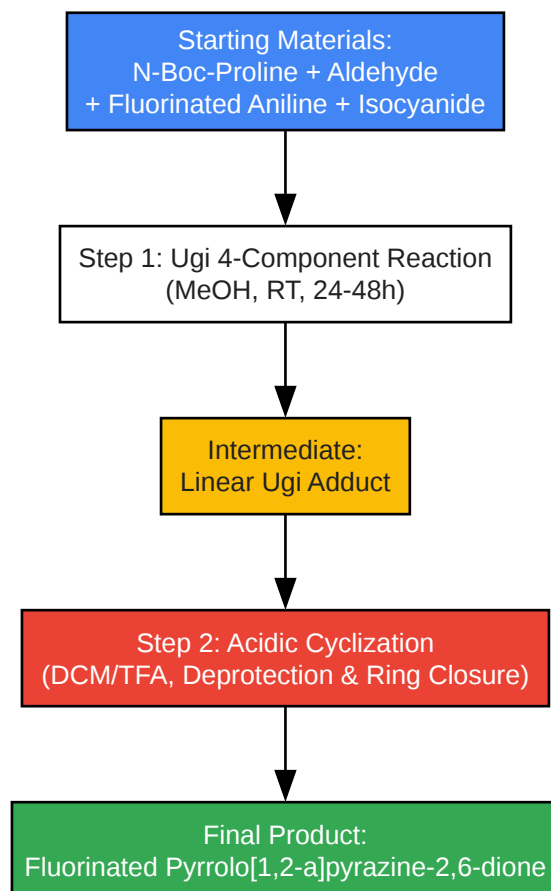 Starting Materials:
N-Boc-Proline + Aldehyde
+ Fluorinated Aniline + Isocyanide
Step 1: Ugi 4-Component Reaction
(MeOH, RT, 24-48h)
Intermediate:
Linear Ugi Adduct
Step 2: Acidic Cyclization
(DCM/TFA, Deprotection & Ring Closure)
Final Product:
Fluorinated Pyrrolo[1,2-a]pyrazine-2,6-dione